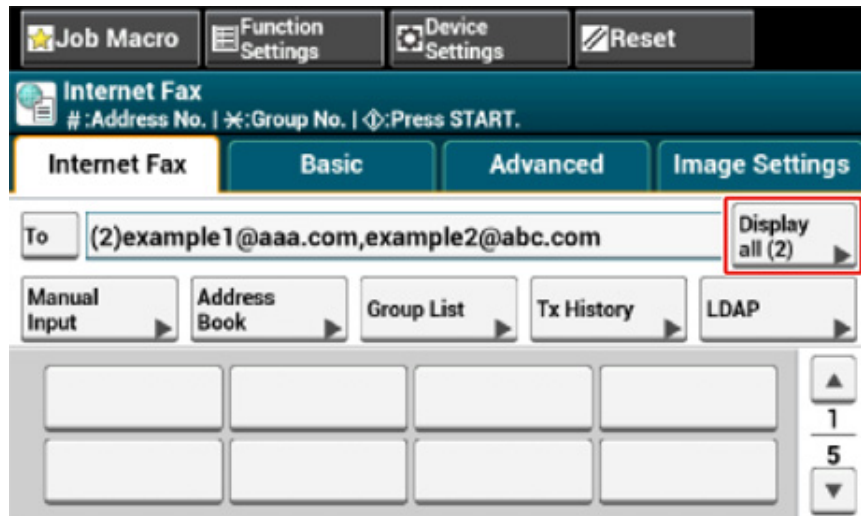 Job Macro
Function
Settings
Device
Settings
Reset
Internet Fax
#:Address No. | ⚹:Group No. | :Press START.
Internet Fax
Basic
Advanced
Image Settings
To
(2)example1@aaa.com,example2@abc.com
Display
all (2)
Manual
Input
Address
Book
Group List
Tx History
LDAP
1
5